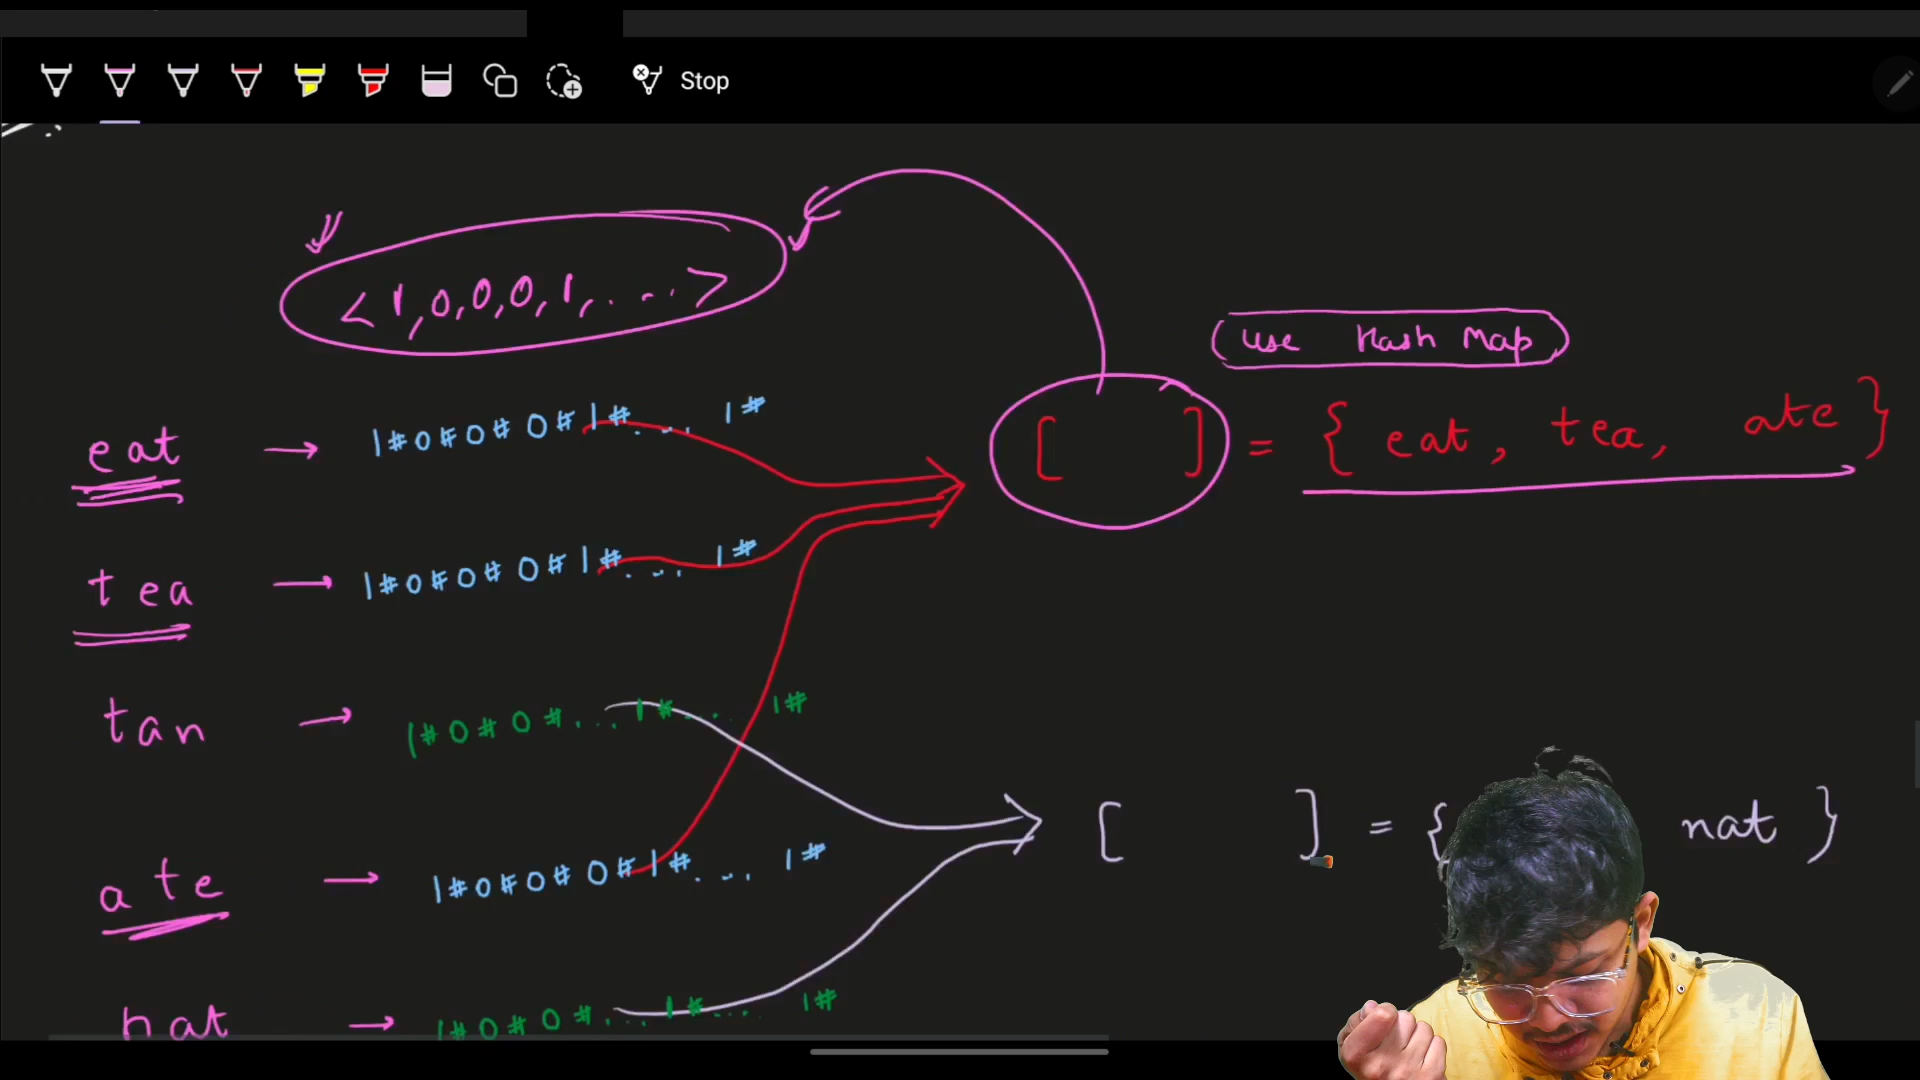 Stop
<1,0,0,0,1,....>
Use Hash Map
eat → 1#0#0#0#1#... 1#
[ ] = { eat, tea, ate }
tea → 1#0#0#0#1#... 1#
tan → 1#0#0#...1#... 1#
[ ] = { nat }
ate → 1#0#0#0#1#... 1#
nat → 1#0#0#...1#... 1#